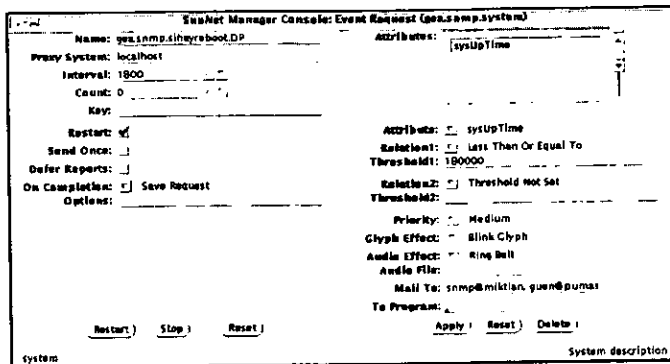 SunNet Manager Console: Event Request (gea.snmp.system)
Name: gea.snmp.siheyreboot.DP
Proxy System: localhost
Interval: 1800
Count: 0
Key:
Restart:
Send Once:
Defer Reports:
On Completion: Save Request
Options:
Attributes:
sysUpTime
Attribute: sysUpTime
Relation1: Less Than Or Equal To
Threshold1: 180000
Relation2: Threshold Not Set
Threshold2:
Priority: Medium
Glyph Effect: Blink Glyph
Audio Effect: Ring Bell
Audio File:
Mail To: snmp@miktlan, guen@pumas
To Program:
Restart Stop Reset
Apply Reset Delete
system
System description